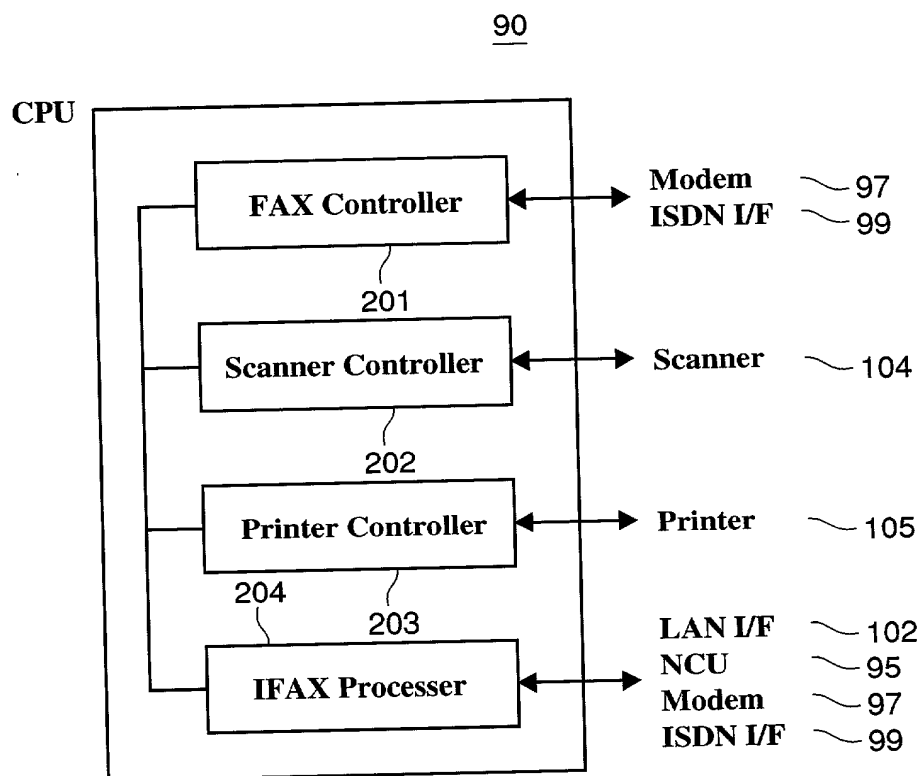 90
CPU
FAX Controller
Modem 97
ISDN I/F 99
201
Scanner Controller
Scanner 104
202
Printer Controller
Printer 105
204
203
IFAX Processer
LAN I/F 102
NCU 95
Modem 97
ISDN I/F 99